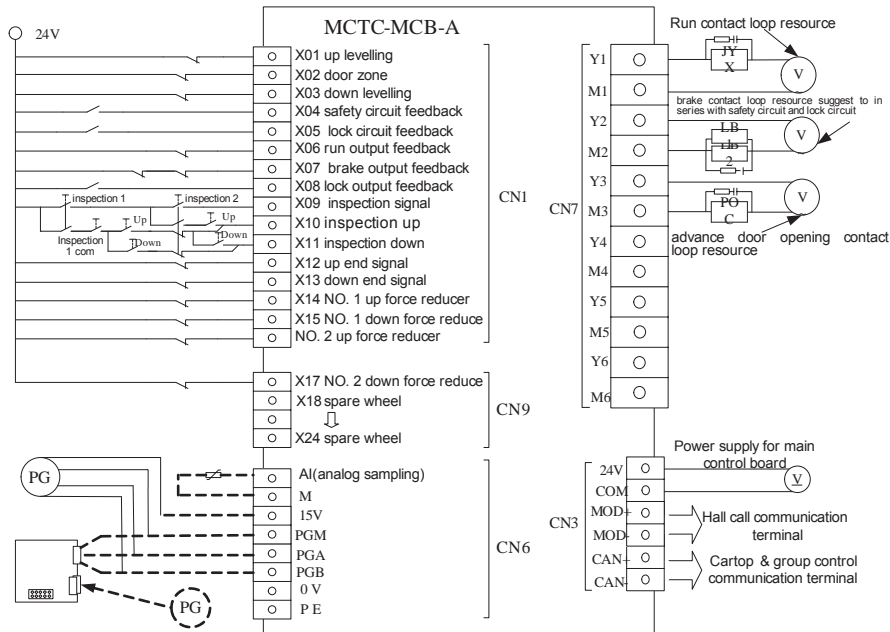 MCTC-MCB-A
24V
X01 up levelling
X02 door zone
X03 down levelling
X04 safety circuit feedback
X05 lock circuit feedback
X06 run output feedback
X07 brake output feedback
X08 lock output feedback
X09 inspection signal
X10 inspection up
X11 inspection down
X12 up end signal
X13 down end signal
X14 NO. 1 up force reducer
X15 NO. 1 down force reduce
NO. 2 up force reducer
CN1
inspection 1
inspection 2
Up
Up
Inspection
1 com
Down
Down
X17 NO. 2 down force reduce
X18 spare wheel
X24 spare wheel
CN9
AI(analog sampling)
M
15V
PGM
PGA
PGB
0 V
P E
CN6
PG
PG
CN7
Y1
M1
Y2
M2
Y3
M3
Y4
M4
Y5
M5
Y6
M6
Run contact loop resource
JY
X
V
brake contact loop resource suggest to in
series with safety circuit and lock circuit
LB
2
V
PO
C
V
advance door opening contact
loop resource
CN3
24V
COM
MOD+
MOD-
CAN+
CAN-
Power supply for main
control board
V
Hall call communication
terminal
Cartop & group control
communication terminal